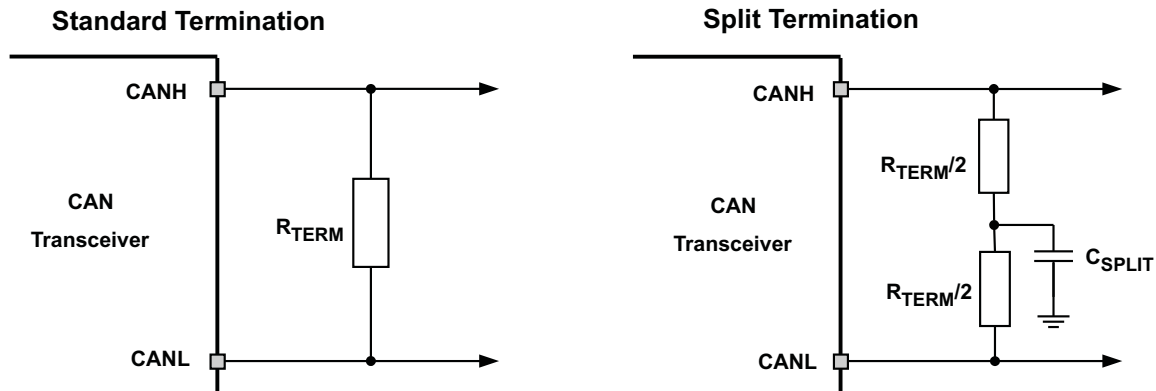 Standard Termination
CANH
CAN
Transceiver
RTERM
CANL
Split Termination
CANH
RTERM/2
CAN
Transceiver
CSPLIT
RTERM/2
CANL